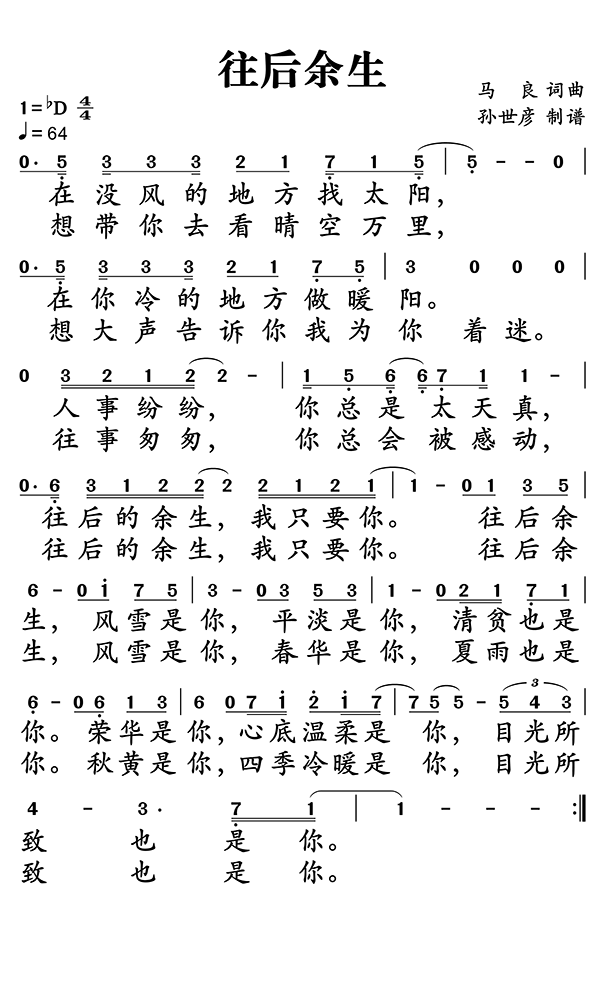 往后余生
马 良 词曲
1=♭D 4/4
孙世彦 制谱
♩=64
0· 5 3 3 3 2 1 7 1 5 | 5 - - 0 |
在没风的地方找太阳，
想带你去看晴空万里，
0· 5 3 3 3 2 1 7 5 | 3 0 0 0 |
在你冷的地方做暖阳。
想大声告诉你我为你 着迷。
0 3 2 1 2 2 - | 1 5 6 6 7 1 1 - |
人事纷纷， 你总是太天真，
往事匆匆， 你总会被感动，
0· 6 3 1 2 2 2 2 1 2 1 | 1 - 0 1 3 5 |
往后的余生，我只要你。 往后余
往后的余生，我只要你。 往后余
6 - 0 1 7 5 | 3 - 0 3 5 3 | 1 - 0 2 1 7 1 |
生， 风雪是你， 平淡是你， 清贫也是
生， 风雪是你， 春华是你， 夏雨也是
6 - 0 6 1 3 | 6 0 7 1 2 1 7 | 7 5 5 - 5 4 3 |
你。荣华是你，心底温柔是 你， 目光所
你。秋黄是你，四季冷暖是 你， 目光所
4 - 3· 7 1 | 1 - - - :‖
致 也 是 你。
致 也 是 你。